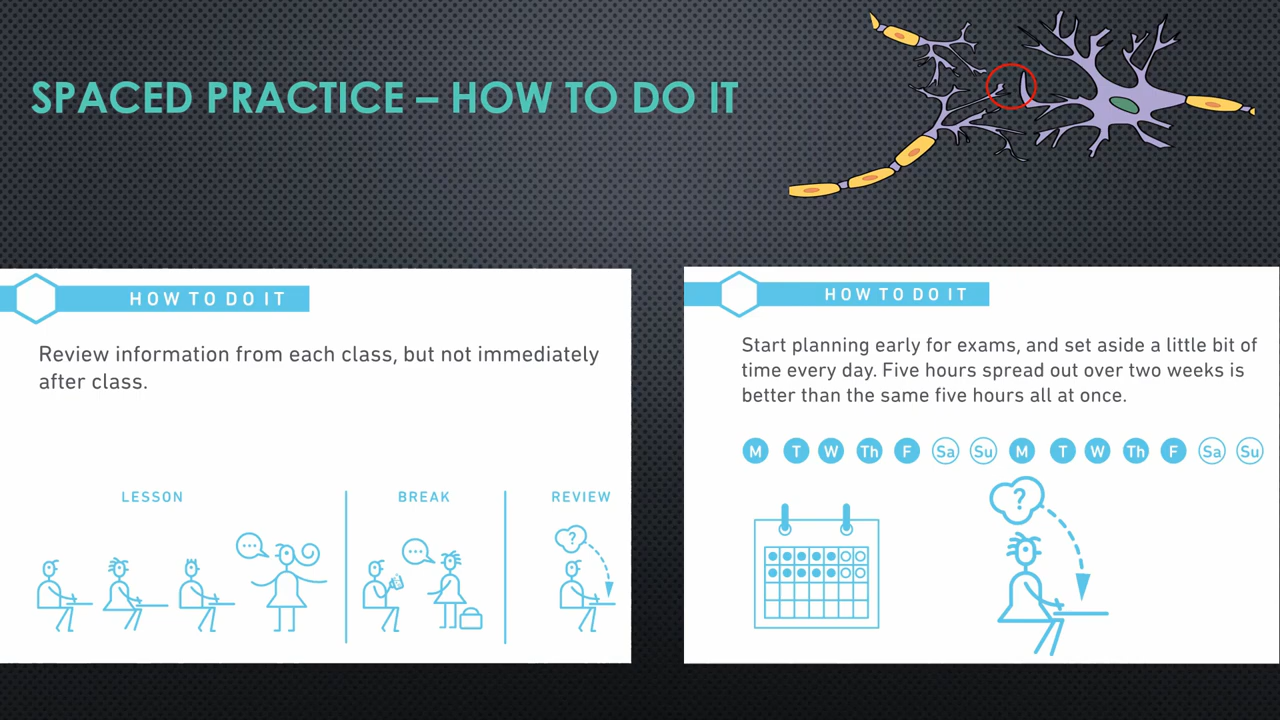 SPACED PRACTICE – HOW TO DO IT
HOW TO DO IT
Review information from each class, but not immediately
after class.
LESSON BREAK REVIEW
...
...
?
HOW TO DO IT
Start planning early for exams, and set aside a little bit of
time every day. Five hours spread out over two weeks is
better than the same five hours all at once.
M T W Th F Sa Su M T W Th F Sa Su
?